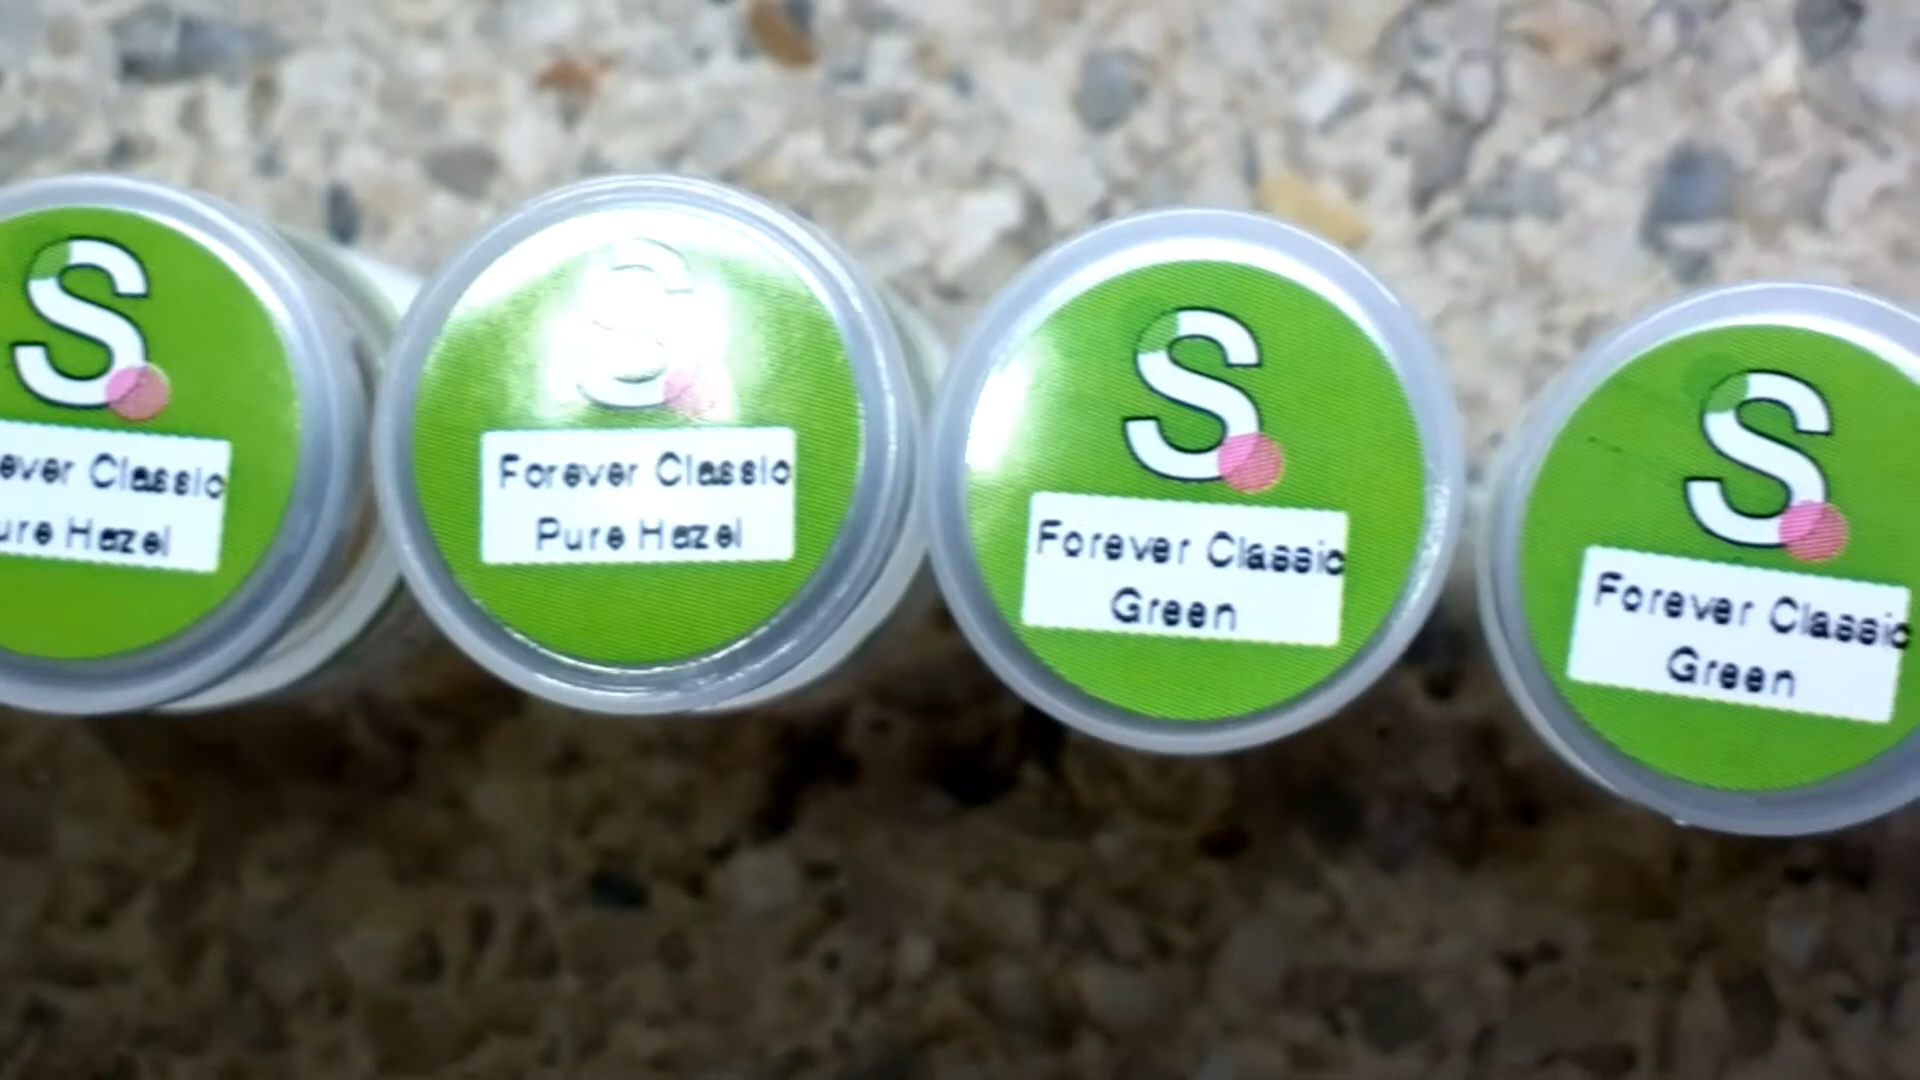 S
ever Classic
ure Hazel
S
Forever Classic
Pure Hazel
S
Forever Classic
Green
S
Forever Classic
Green